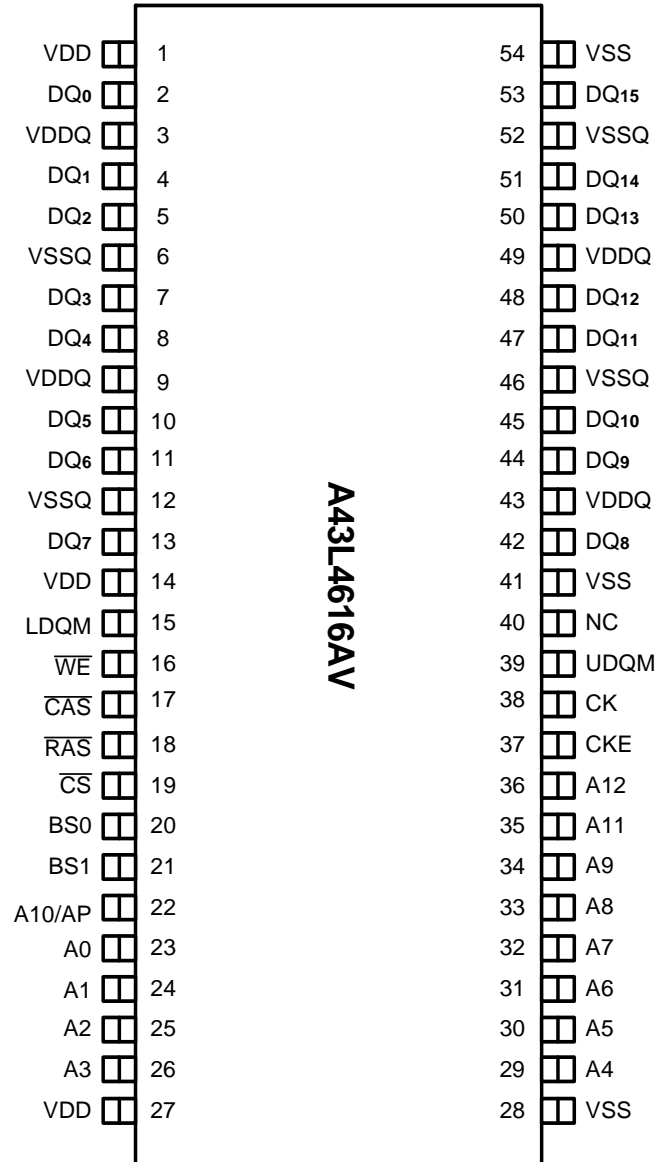 VDD 1 54 VSS
DQ0 2 53 DQ15
VDDQ 3 52 VSSQ
DQ1 4 51 DQ14
DQ2 5 50 DQ13
VSSQ 6 49 VDDQ
DQ3 7 48 DQ12
DQ4 8 47 DQ11
VDDQ 9 46 VSSQ
DQ5 10 45 DQ10
DQ6 11 44 DQ9
VSSQ 12 43 VDDQ
DQ7 13 42 DQ8
VDD 14 41 VSS
LDQM 15 40 NC
W̅E̅ 16 39 UDQM
C̅A̅S̅ 17 38 CK
R̅A̅S̅ 18 37 CKE
C̅S̅ 19 36 A12
BS0 20 35 A11
BS1 21 34 A9
A10/AP 22 33 A8
A0 23 32 A7
A1 24 31 A6
A2 25 30 A5
A3 26 29 A4
VDD 27 28 VSS
A43L4616AV